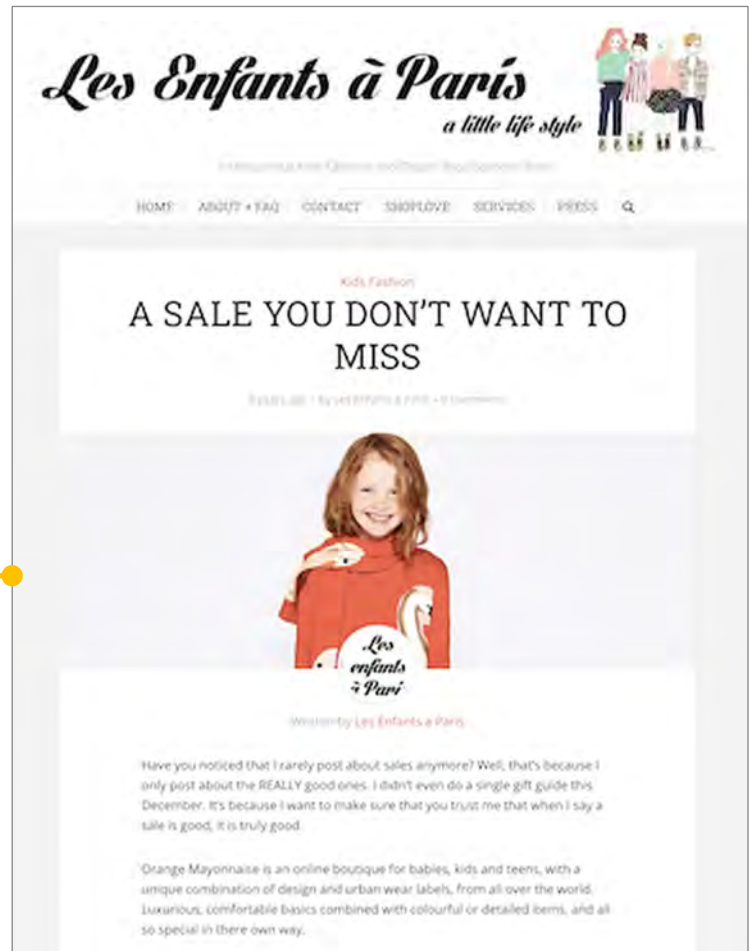 Les Enfants à Paris
a little life style
HOME ABOUT + FAQ CONTACT SHOPLOVE SERVICES PRESS
Kids Fashion
A SALE YOU DON'T WANT TO
MISS
Les
enfants
à Pari
Written by Les Enfants a Paris
Have you noticed that I rarely post about sales anymore? Well, that's because I
only post about the REALLY good ones. I didn't even do a single gift guide this
December. It's because I want to make sure that you trust me that when I say a
sale is good, it is truly good.
Orange Mayonnaise is an online boutique for babies, kids and teens, with a
unique combination of design and urban wear labels, from all over the world.
Luxurious, comfortable basics combined with colourful or detailed items, and all
so special in there own way.